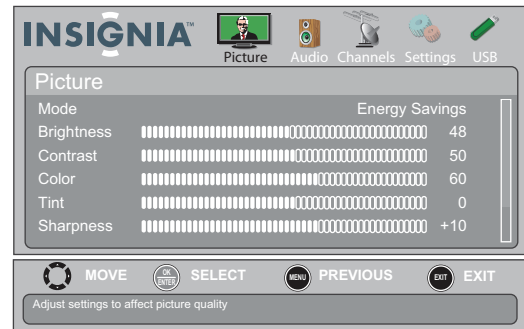 INSIGNIA™
Picture Audio Channels Settings USB
Picture
Mode Energy Savings
Brightness 48
Contrast 50
Color 60
Tint 0
Sharpness +10
MOVE OK ENTER SELECT MENU PREVIOUS EXIT EXIT
Adjust settings to affect picture quality